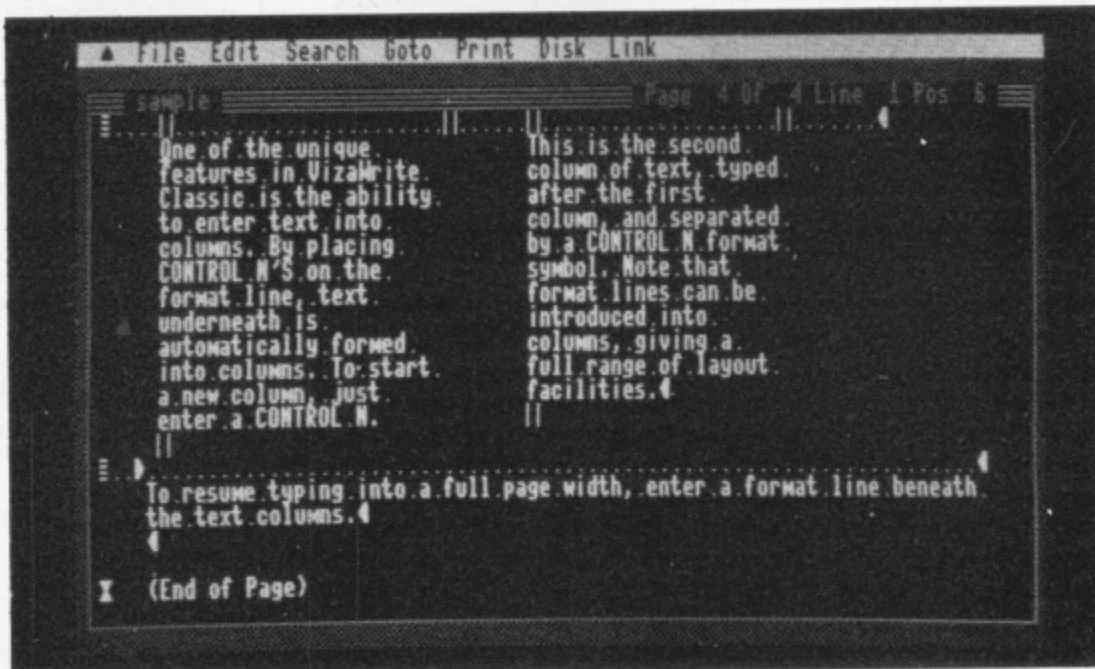 File Edit Search Goto Print Disk Link
sample Page 4 Of 4 Line 1 Pos 6
One of the unique
features in VizaWrite
Classic is the ability
to enter text into
columns. By placing
CONTROL N'S on the
format line, text
underneath is
automatically formed
into columns. To start
a new column, just
enter a CONTROL N.
This is the second
column of text, typed
after the first
column, and separated
by a CONTROL N format
symbol. Note that
format lines can be
introduced into
columns, giving a
full range of layout
facilities.
To resume typing into a full page width, enter a format line beneath
the text columns.
(End of Page)